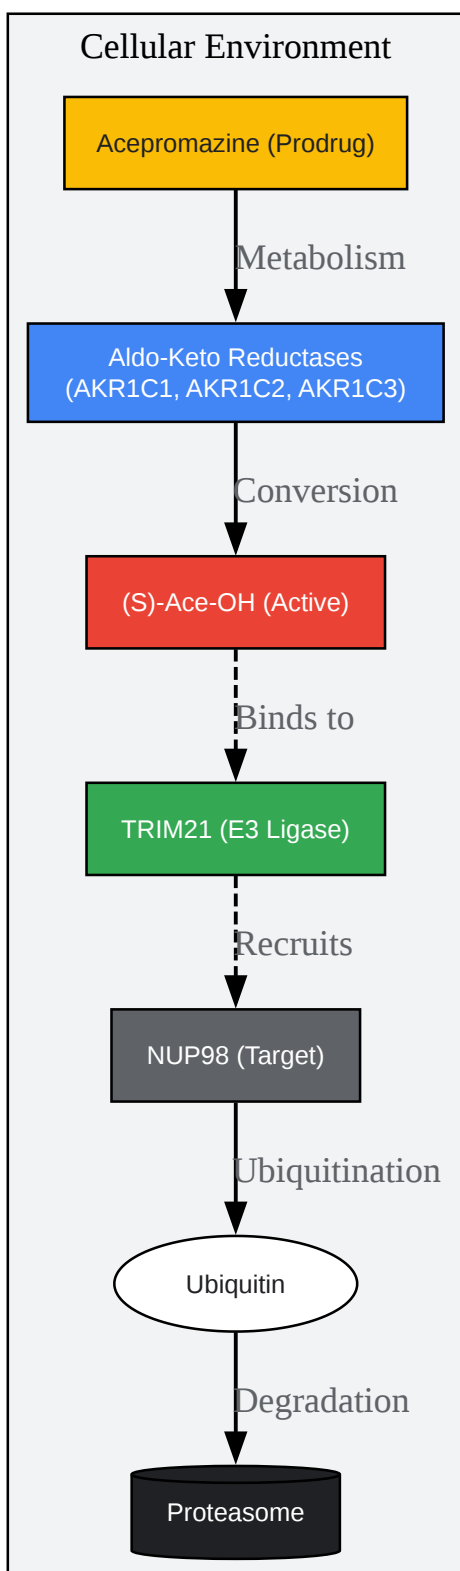 Cellular Environment
Acepromazine (Prodrug)
Metabolism
Aldo-Keto Reductases
(AKR1C1, AKR1C2, AKR1C3)
Conversion
(S)-Ace-OH (Active)
Binds to
TRIM21 (E3 Ligase)
Recruits
NUP98 (Target)
Ubiquitination
Ubiquitin
Degradation
Proteasome